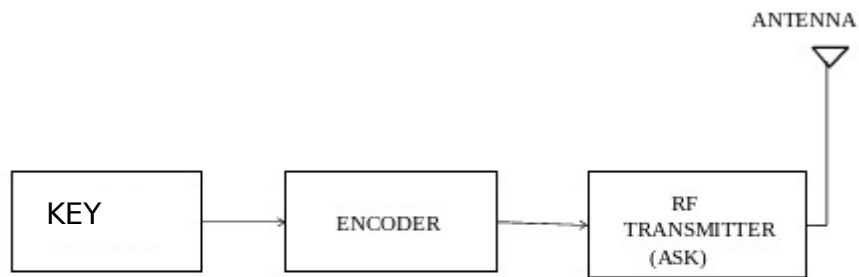 ANTENNA
KEY
ENCODER
RF
TRANSMITTER
(ASK)